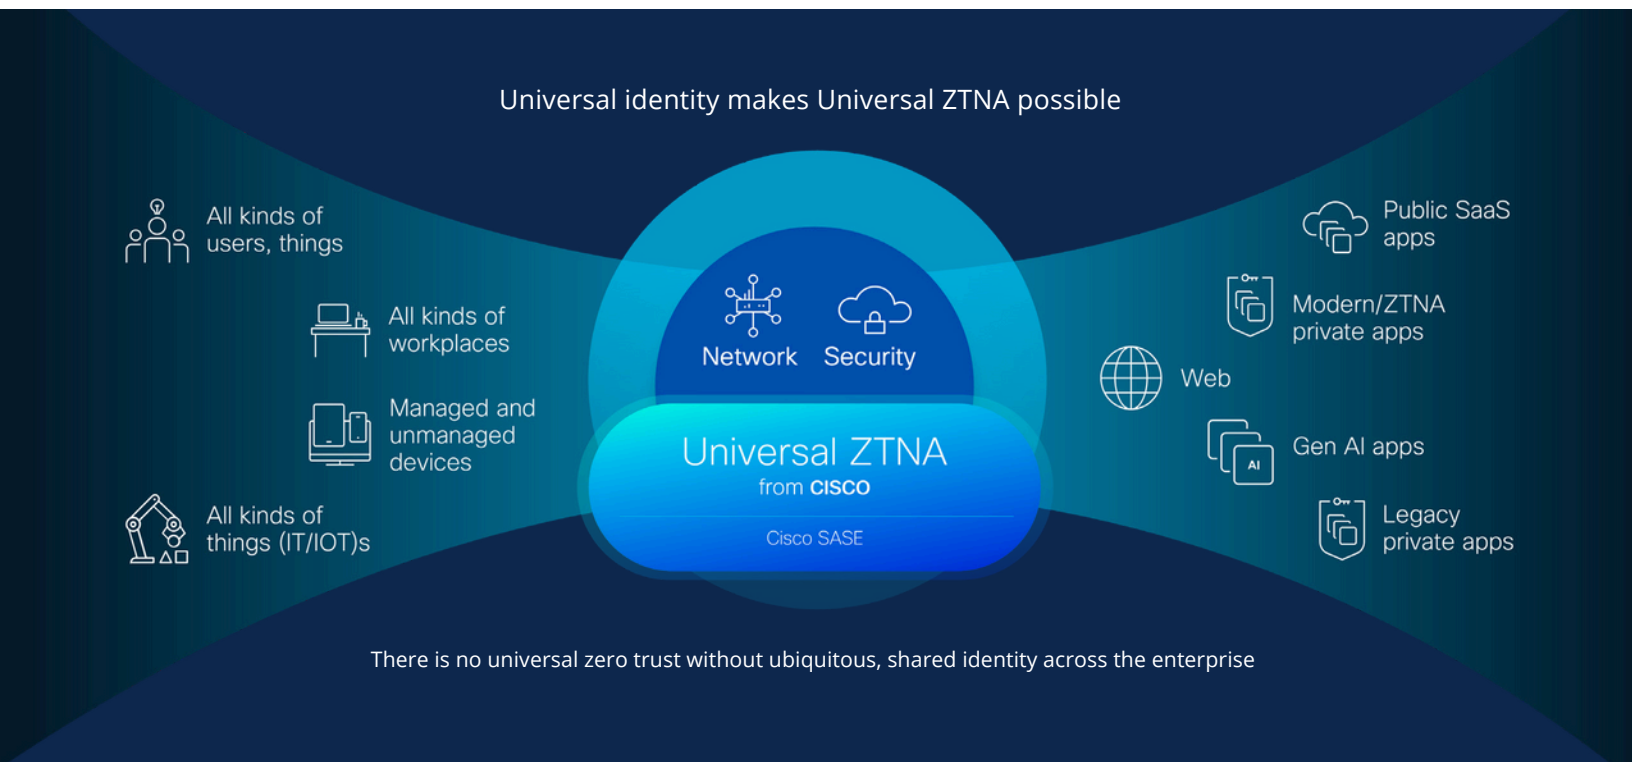 Universal identity makes Universal ZTNA possible
All kinds of
users, things
All kinds of
workplaces
Managed and
unmanaged
devices
All kinds of
things (IT/IOT)s
Network
Security
Universal ZTNA
from CISCO
Cisco SASE
Public SaaS
apps
Modern/ZTNA
private apps
Web
AI
Gen AI apps
Legacy
private apps
There is no universal zero trust without ubiquitous, shared identity across the enterprise